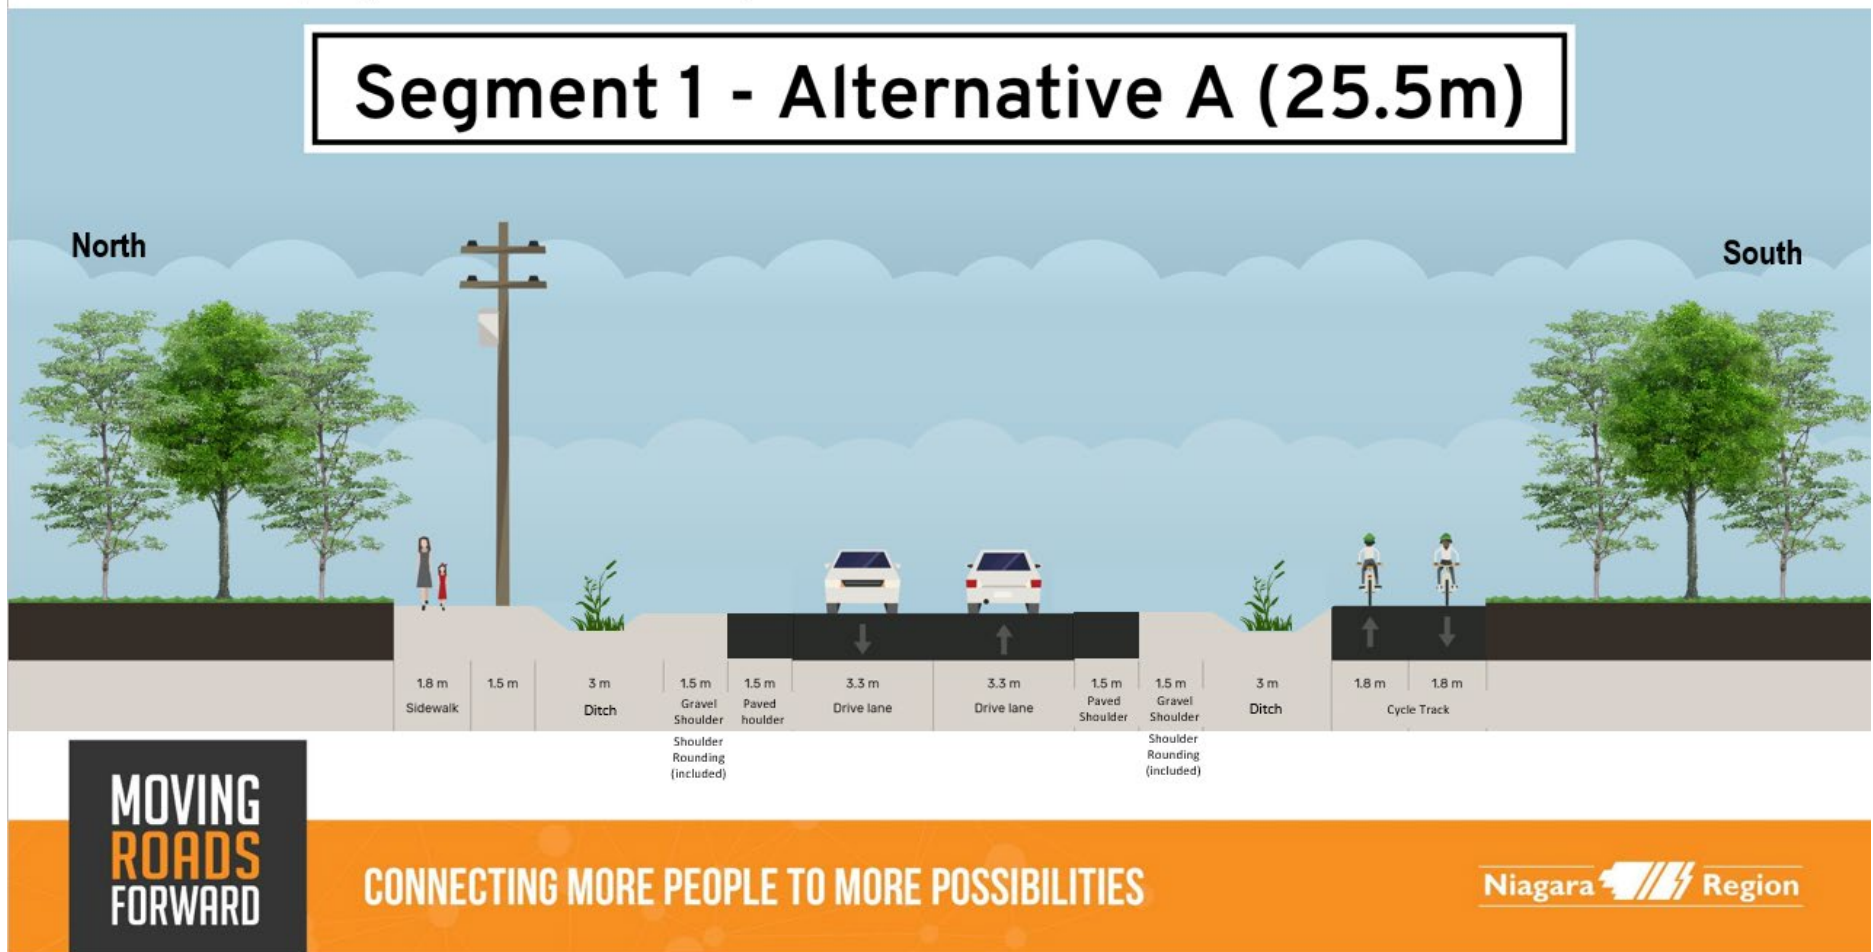 Segment 1 - Alternative A (25.5m)
North
South
1.8 m
Sidewalk
1.5 m
3 m
Ditch
1.5 m
Gravel
Shoulder
Shoulder
Rounding
(included)
1.5 m
Paved
houlder
3.3 m
Drive lane
3.3 m
Drive lane
1.5 m
Paved
Shoulder
1.5 m
Gravel
Shoulder
Shoulder
Rounding
(included)
3 m
Ditch
1.8 m
1.8 m
Cycle Track
MOVING
ROADS
FORWARD
CONNECTING MORE PEOPLE TO MORE POSSIBILITIES
Niagara Region